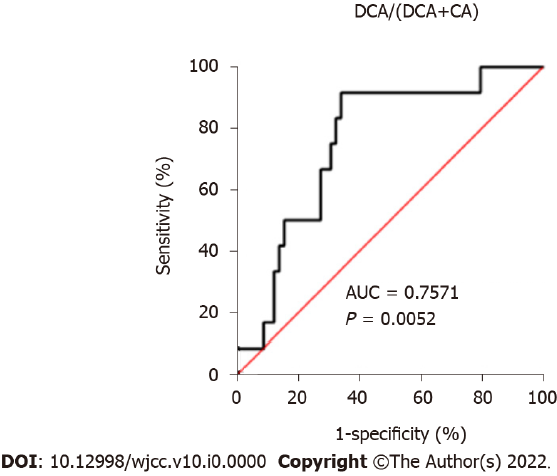 DCA/(DCA+CA)
100
80
60
40
20
0
Sensitivity (%)
AUC = 0.7571
P = 0.0052
0 20 40 60 80 100
1-specificity (%)
DOI: 10.12998/wjcc.v10.i0.0000 Copyright ©The Author(s) 2022.